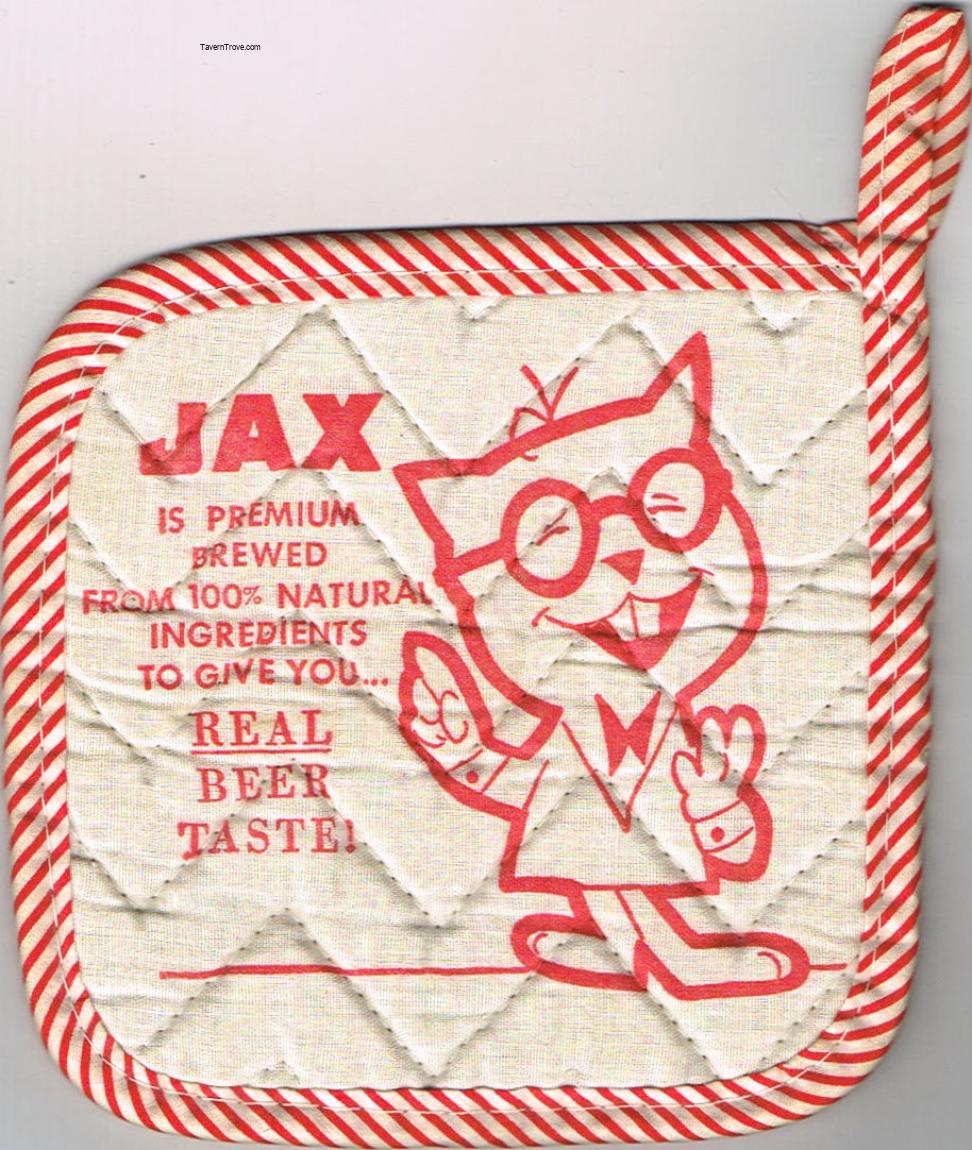 TavernTrove.com
JAX
IS PREMIUM
BREWED
FROM 100% NATURAL
INGREDIENTS
TO GIVE YOU...
REAL
BEER
TASTE!